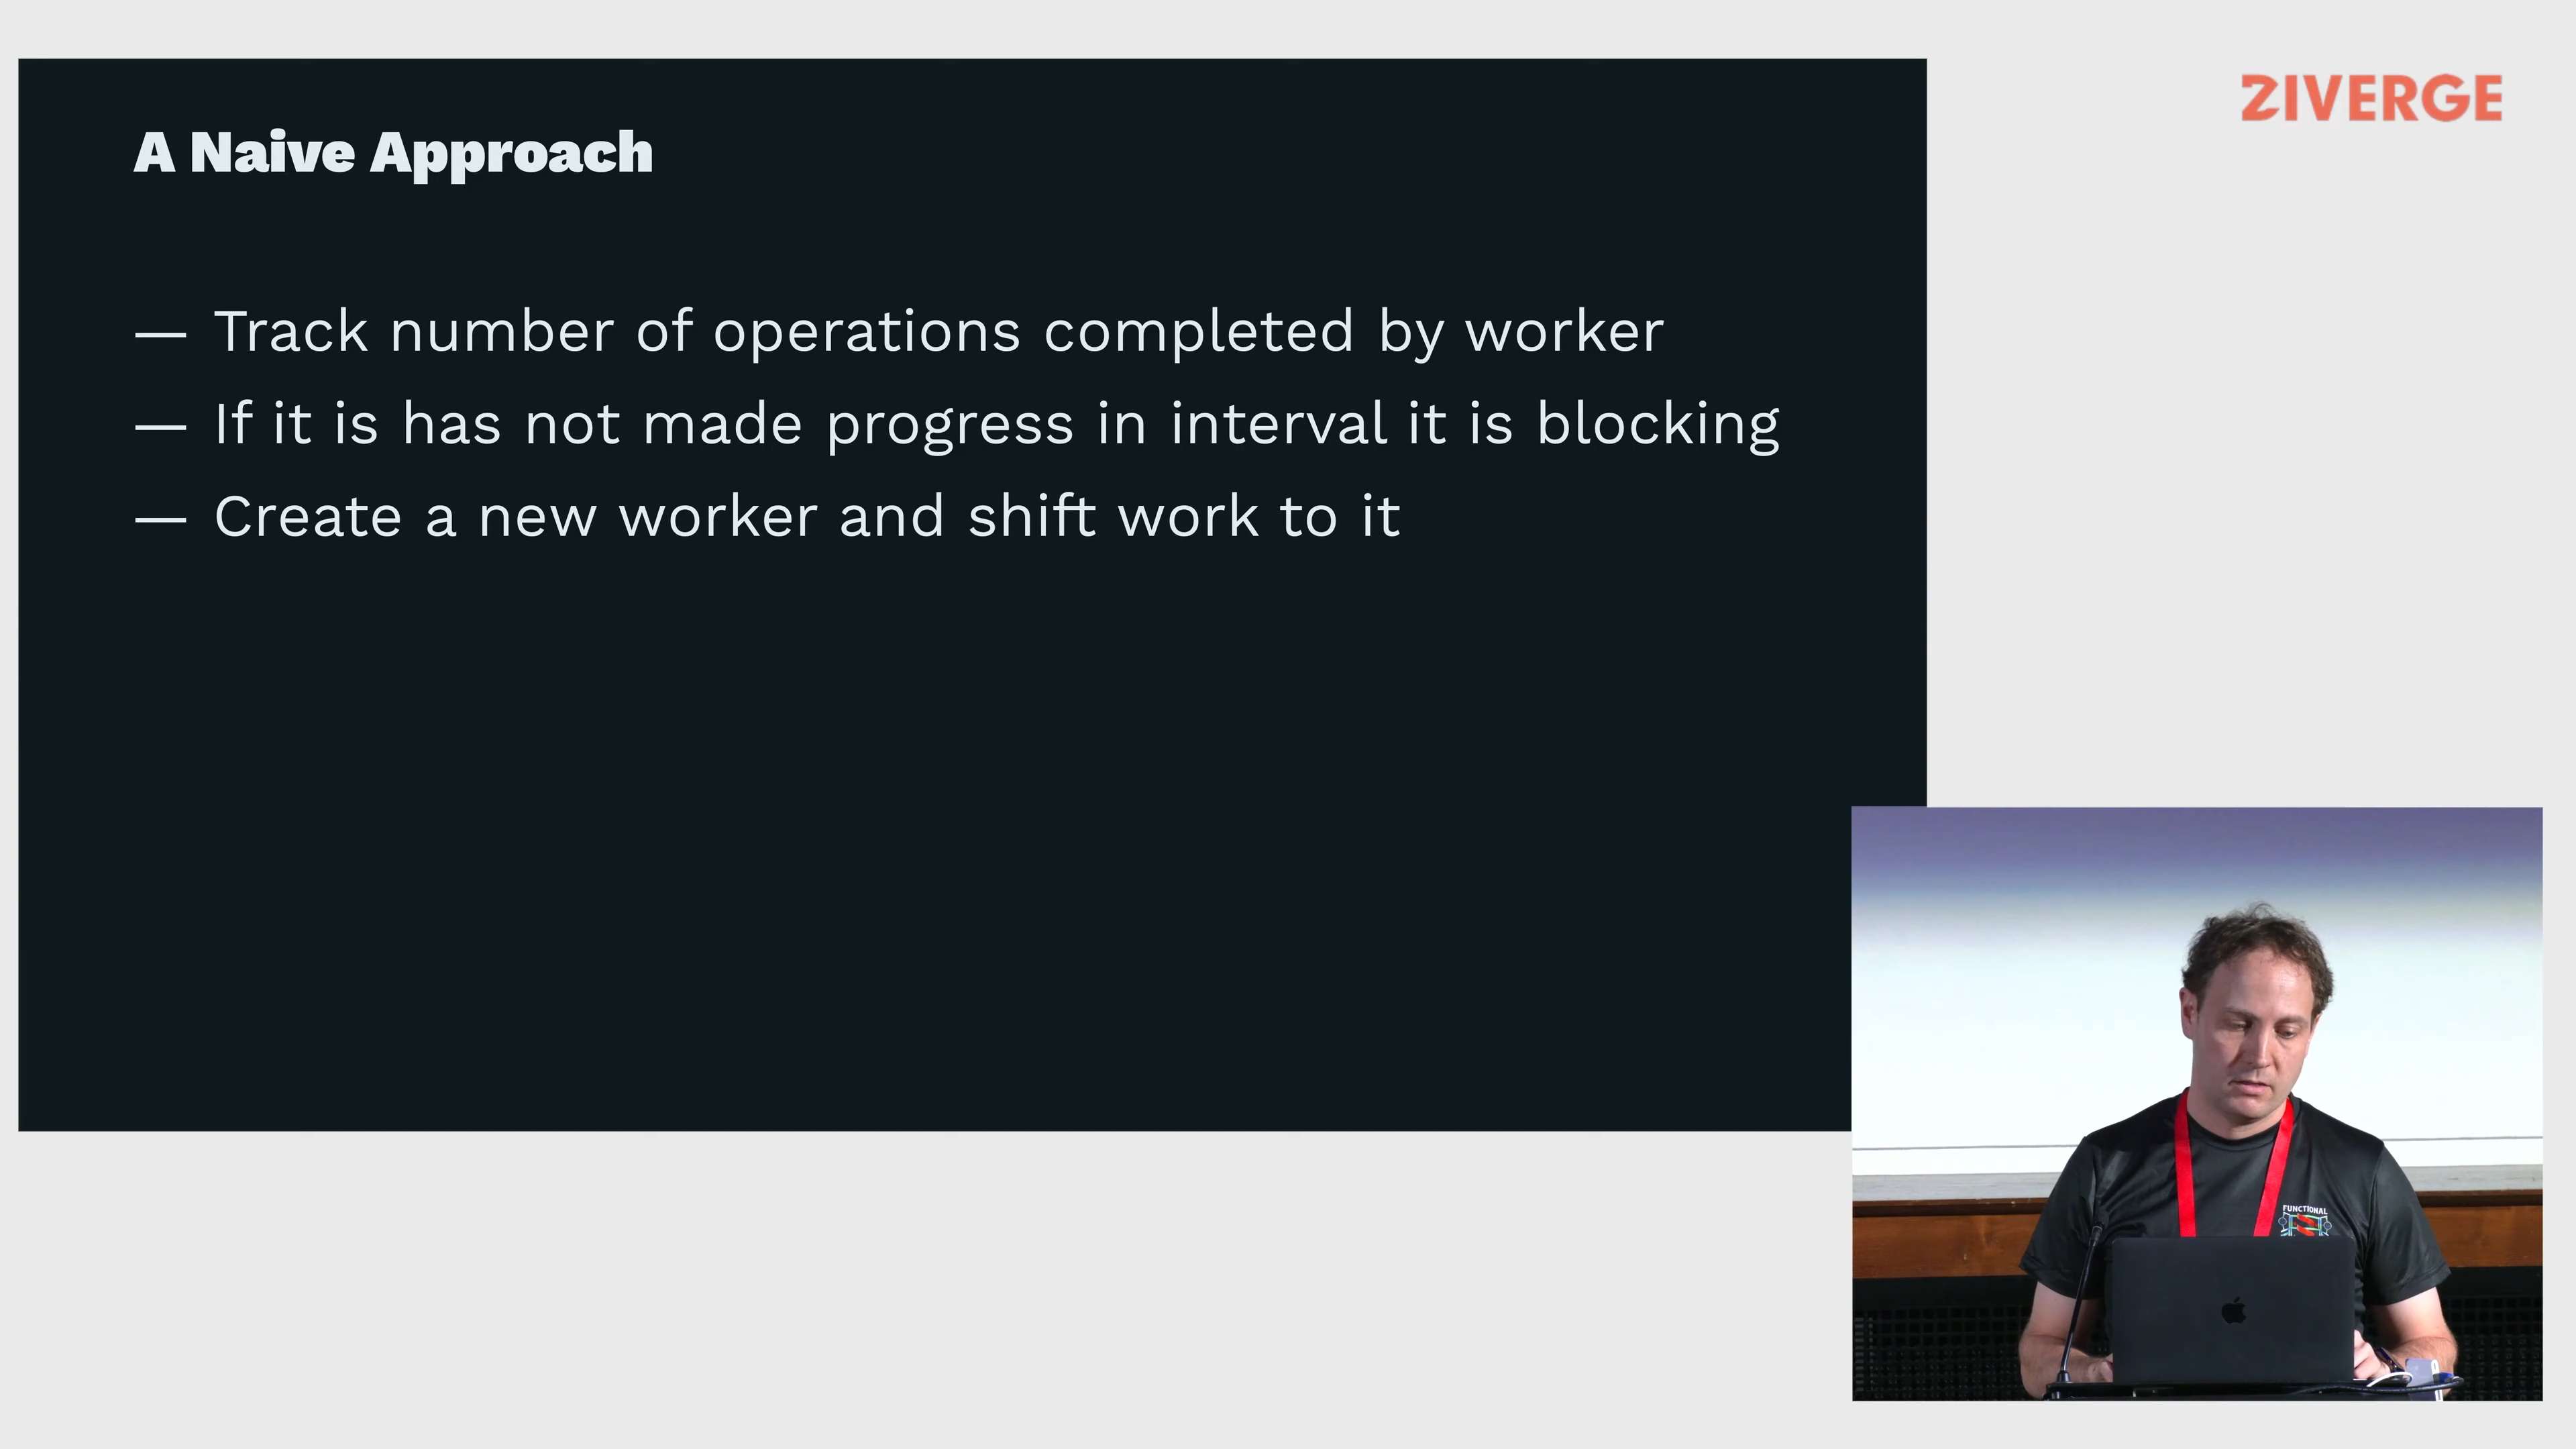 A Naive Approach
— Track number of operations completed by worker
— If it is has not made progress in interval it is blocking
— Create a new worker and shift work to it
ZIVERGE
FUNCTIONAL